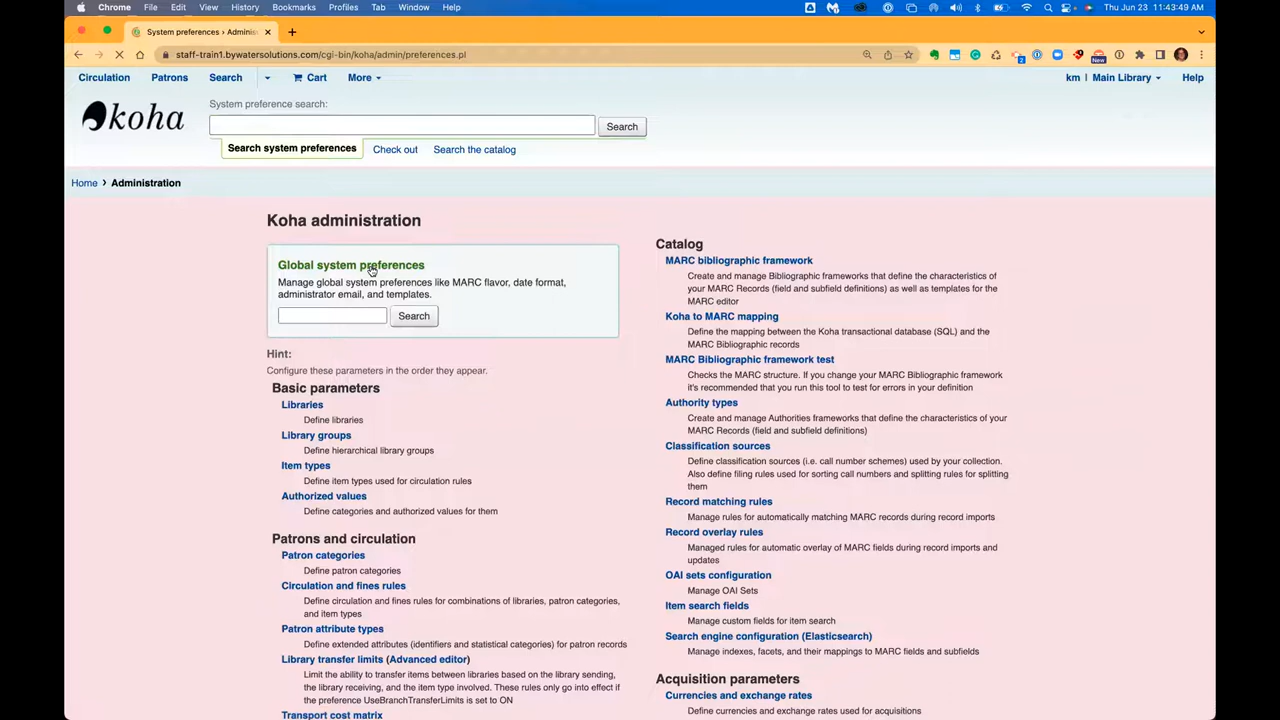 Chrome File Edit View History Bookmarks Profiles Tab Window Help Thu Jun 23 11:43:49 AM
System preferences › Adminis
staff-train1.bywatersolutions.com/cgi-bin/koha/admin/preferences.pl
New
Circulation Patrons Search Cart More km | Main Library Help
koha
System preference search:
Search
Search system preferences Check out Search the catalog
Home › Administration
Koha administration
Global system preferences
Manage global system preferences like MARC flavor, date format,
administrator email, and templates.
Search
Hint:
Configure these parameters in the order they appear.
Basic parameters
Libraries
Define libraries
Library groups
Define hierarchical library groups
Item types
Define item types used for circulation rules
Authorized values
Define categories and authorized values for them
Patrons and circulation
Patron categories
Define patron categories
Circulation and fines rules
Define circulation and fines rules for combinations of libraries, patron categories,
and item types
Patron attribute types
Define extended attributes (identifiers and statistical categories) for patron records
Library transfer limits (Advanced editor)
Limit the ability to transfer items between libraries based on the library sending,
the library receiving, and the item type involved. These rules only go into effect if
the preference UseBranchTransferLimits is set to ON
Transport cost matrix
Catalog
MARC bibliographic framework
Create and manage Bibliographic frameworks that define the characteristics of
your MARC Records (field and subfield definitions) as well as templates for the
MARC editor
Koha to MARC mapping
Define the mapping between the Koha transactional database (SQL) and the
MARC Bibliographic records
MARC Bibliographic framework test
Checks the MARC structure. If you change your MARC Bibliographic framework
it's recommended that you run this tool to test for errors in your definition
Authority types
Create and manage Authorities frameworks that define the characteristics of your
MARC Records (field and subfield definitions)
Classification sources
Define classification sources (i.e. call number schemes) used by your collection.
Also define filing rules used for sorting call numbers and splitting rules for splitting
them
Record matching rules
Manage rules for automatically matching MARC records during record imports
Record overlay rules
Managed rules for automatic overlay of MARC fields during record imports and
updates
OAI sets configuration
Manage OAI Sets
Item search fields
Manage custom fields for item search
Search engine configuration (Elasticsearch)
Manage indexes, facets, and their mappings to MARC fields and subfields
Acquisition parameters
Currencies and exchange rates
Define currencies and exchange rates used for acquisitions